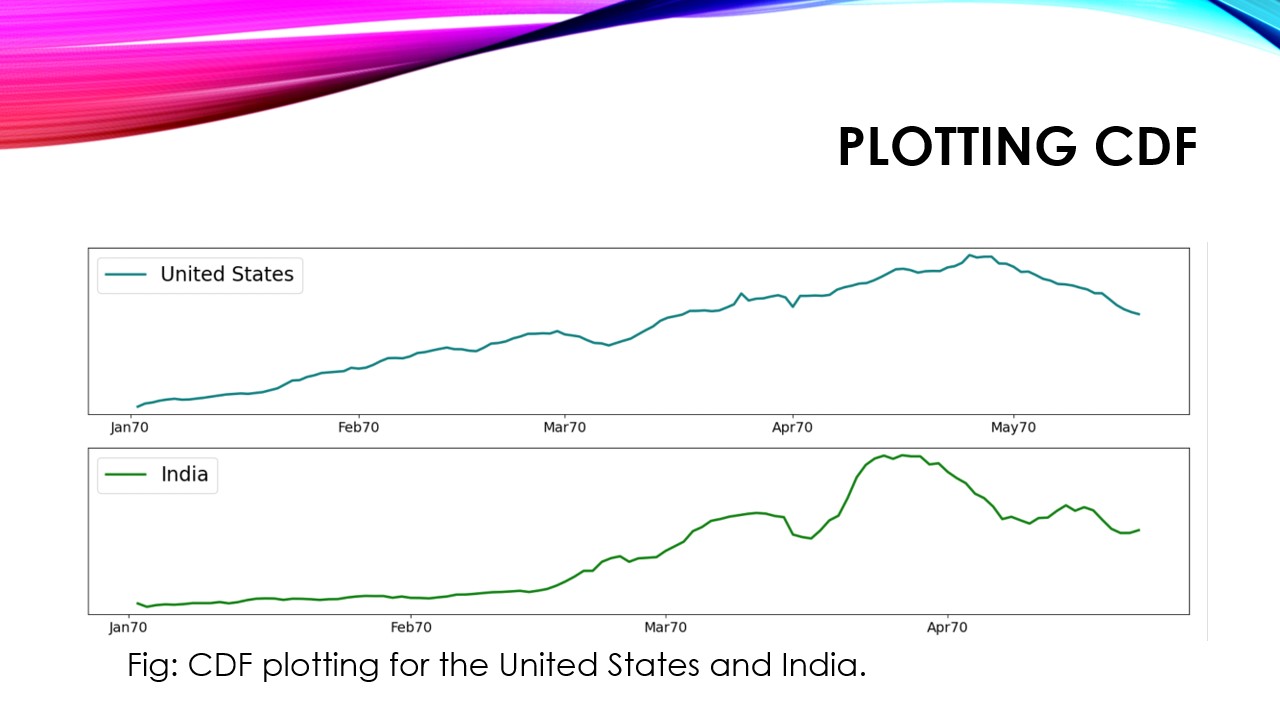 PLOTTING CDF
United States
Jan70 Feb70 Mar70 Apr70 May70
India
Jan70 Feb70 Mar70 Apr70
Fig: CDF plotting for the United States and India.